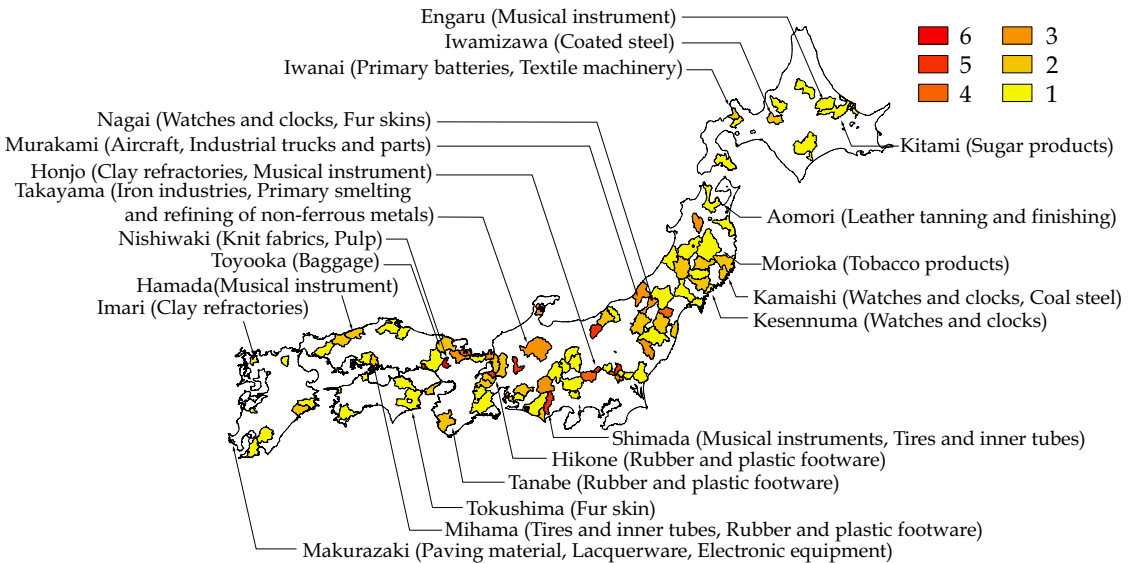 Engaru (Musical instrument)
Iwamizawa (Coated steel)
Iwanai (Primary batteries, Textile machinery)
Nagai (Watches and clocks, Fur skins)
Murakami (Aircraft, Industrial trucks and parts)
Honjo (Clay refractories, Musical instrument)
Takayama (Iron industries, Primary smelting
and refining of non-ferrous metals)
Nishiwaki (Knit fabrics, Pulp)
Toyooka (Baggage)
Hamada(Musical instrument)
Imari (Clay refractories)
6 3
5 2
4 1
Kitami (Sugar products)
Aomori (Leather tanning and finishing)
Morioka (Tobacco products)
Kamaishi (Watches and clocks, Coal steel)
Kesennuma (Watches and clocks)
Shimada (Musical instruments, Tires and inner tubes)
Hikone (Rubber and plastic footware)
Tanabe (Rubber and plastic footware)
Tokushima (Fur skin)
Mihama (Tires and inner tubes, Rubber and plastic footware)
Makurazaki (Paving material, Lacquerware, Electronic equipment)